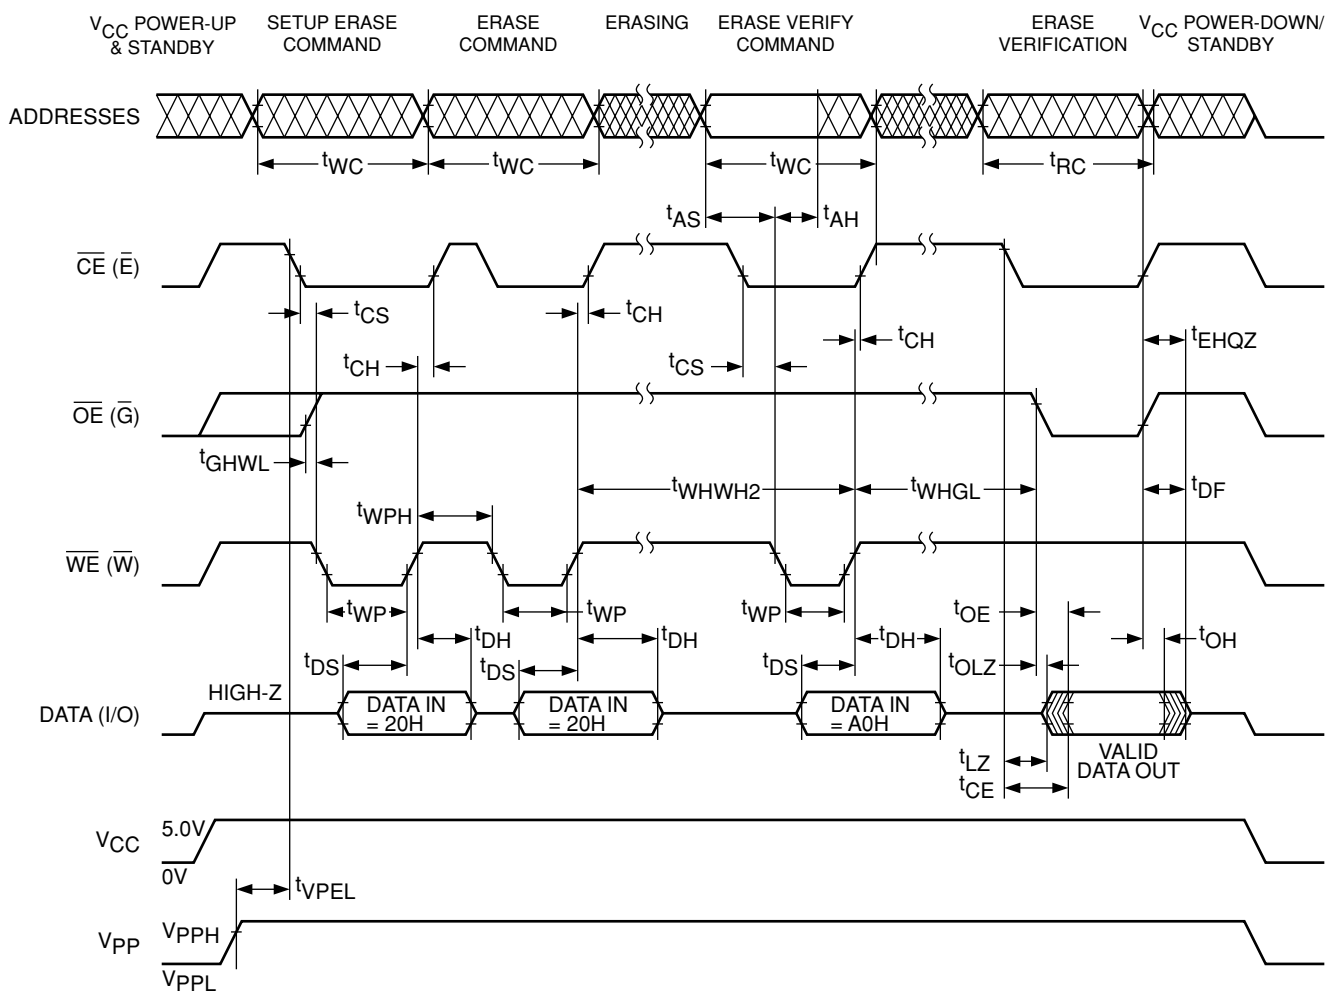 VCC POWER-UP
& STANDBY
SETUP ERASE
COMMAND
ERASE
COMMAND
ERASING
ERASE VERIFY
COMMAND
ERASE
VERIFICATION
VCC POWER-DOWN/
STANDBY
ADDRESSES
tWC
tWC
tWC
tRC
tAS
tAH
CE (E)
tCS
tCH
tCH
tCS
tCH
tEHQZ
OE (G)
tGHWL
tWHWH2
tWHGL
tDF
tWPH
WE (W)
tWP
tWP
tWP
tOE
tDH
tDH
tDH
tOH
tDS
tDS
tDS
tOLZ
HIGH-Z
DATA (I/O)
DATA IN
= 20H
DATA IN
= 20H
DATA IN
= A0H
VALID
DATA OUT
tLZ
tCE
VCC
5.0V
0V
tVPEL
VPP
VPPH
VPPL